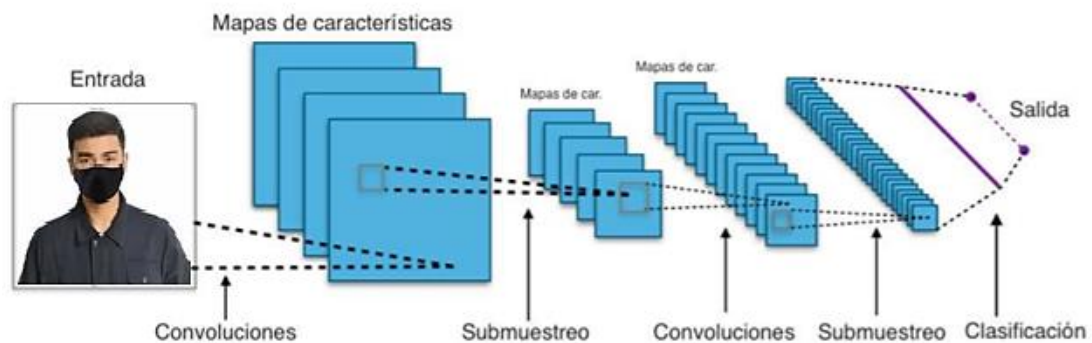 Mapas de características
Entrada
Mapas de car.
Mapas de car.
Salida
Convoluciones
Submuestreo
Convoluciones
Submuestreo
Clasificación